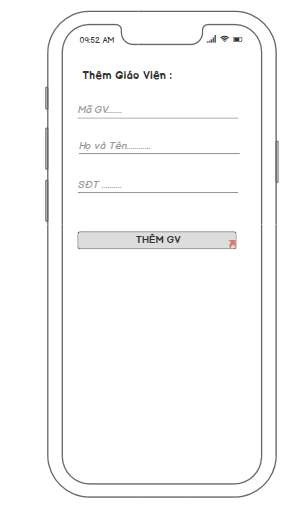 09:52 AM
Thêm Giáo Viên :
Mã GV.......
Họ và Tên...........
SĐT .........
THÊM GV